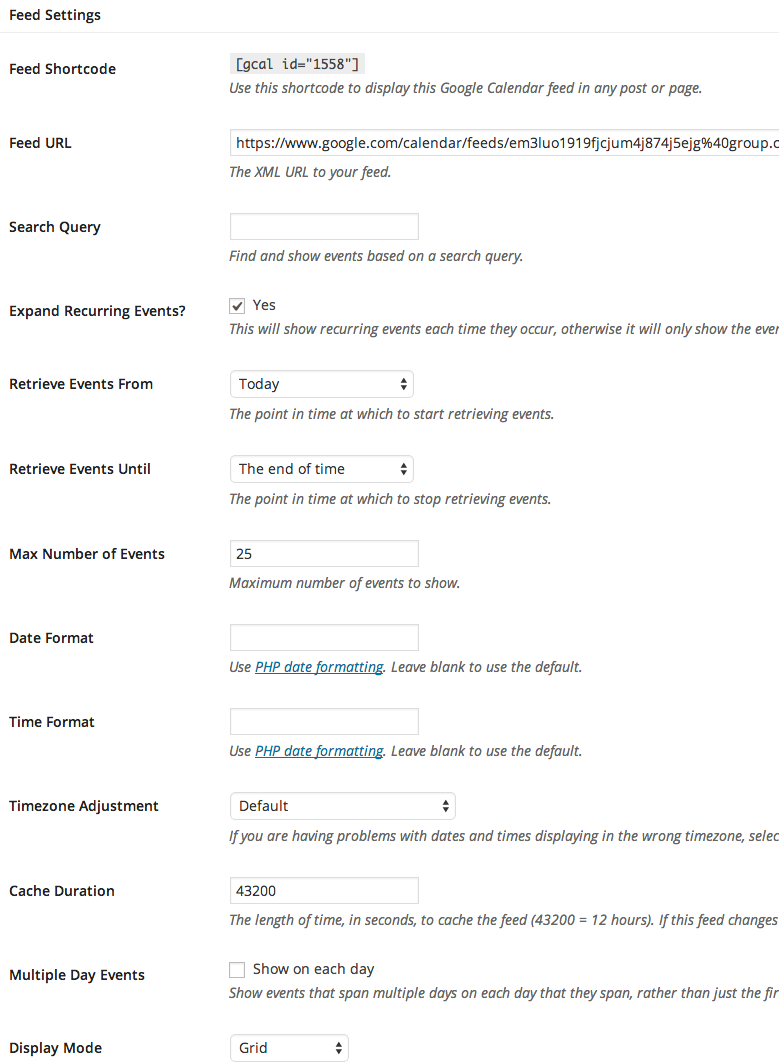 Feed Settings
Feed Shortcode
[gcal id="1558"]
Use this shortcode to display this Google Calendar feed in any post or page.
Feed URL
https://www.google.com/calendar/feeds/em3luo1919fjcjum4j874j5ejg%40group.c
The XML URL to your feed.
Search Query
Find and show events based on a search query.
Expand Recurring Events?
Yes
This will show recurring events each time they occur, otherwise it will only show the ever
Retrieve Events From
Today
The point in time at which to start retrieving events.
Retrieve Events Until
The end of time
The point in time at which to stop retrieving events.
Max Number of Events
25
Maximum number of events to show.
Date Format
Use PHP date formatting. Leave blank to use the default.
Time Format
Use PHP date formatting. Leave blank to use the default.
Timezone Adjustment
Default
If you are having problems with dates and times displaying in the wrong timezone, selec
Cache Duration
43200
The length of time, in seconds, to cache the feed (43200 = 12 hours). If this feed changes
Multiple Day Events
Show on each day
Show events that span multiple days on each day that they span, rather than just the fir
Display Mode
Grid